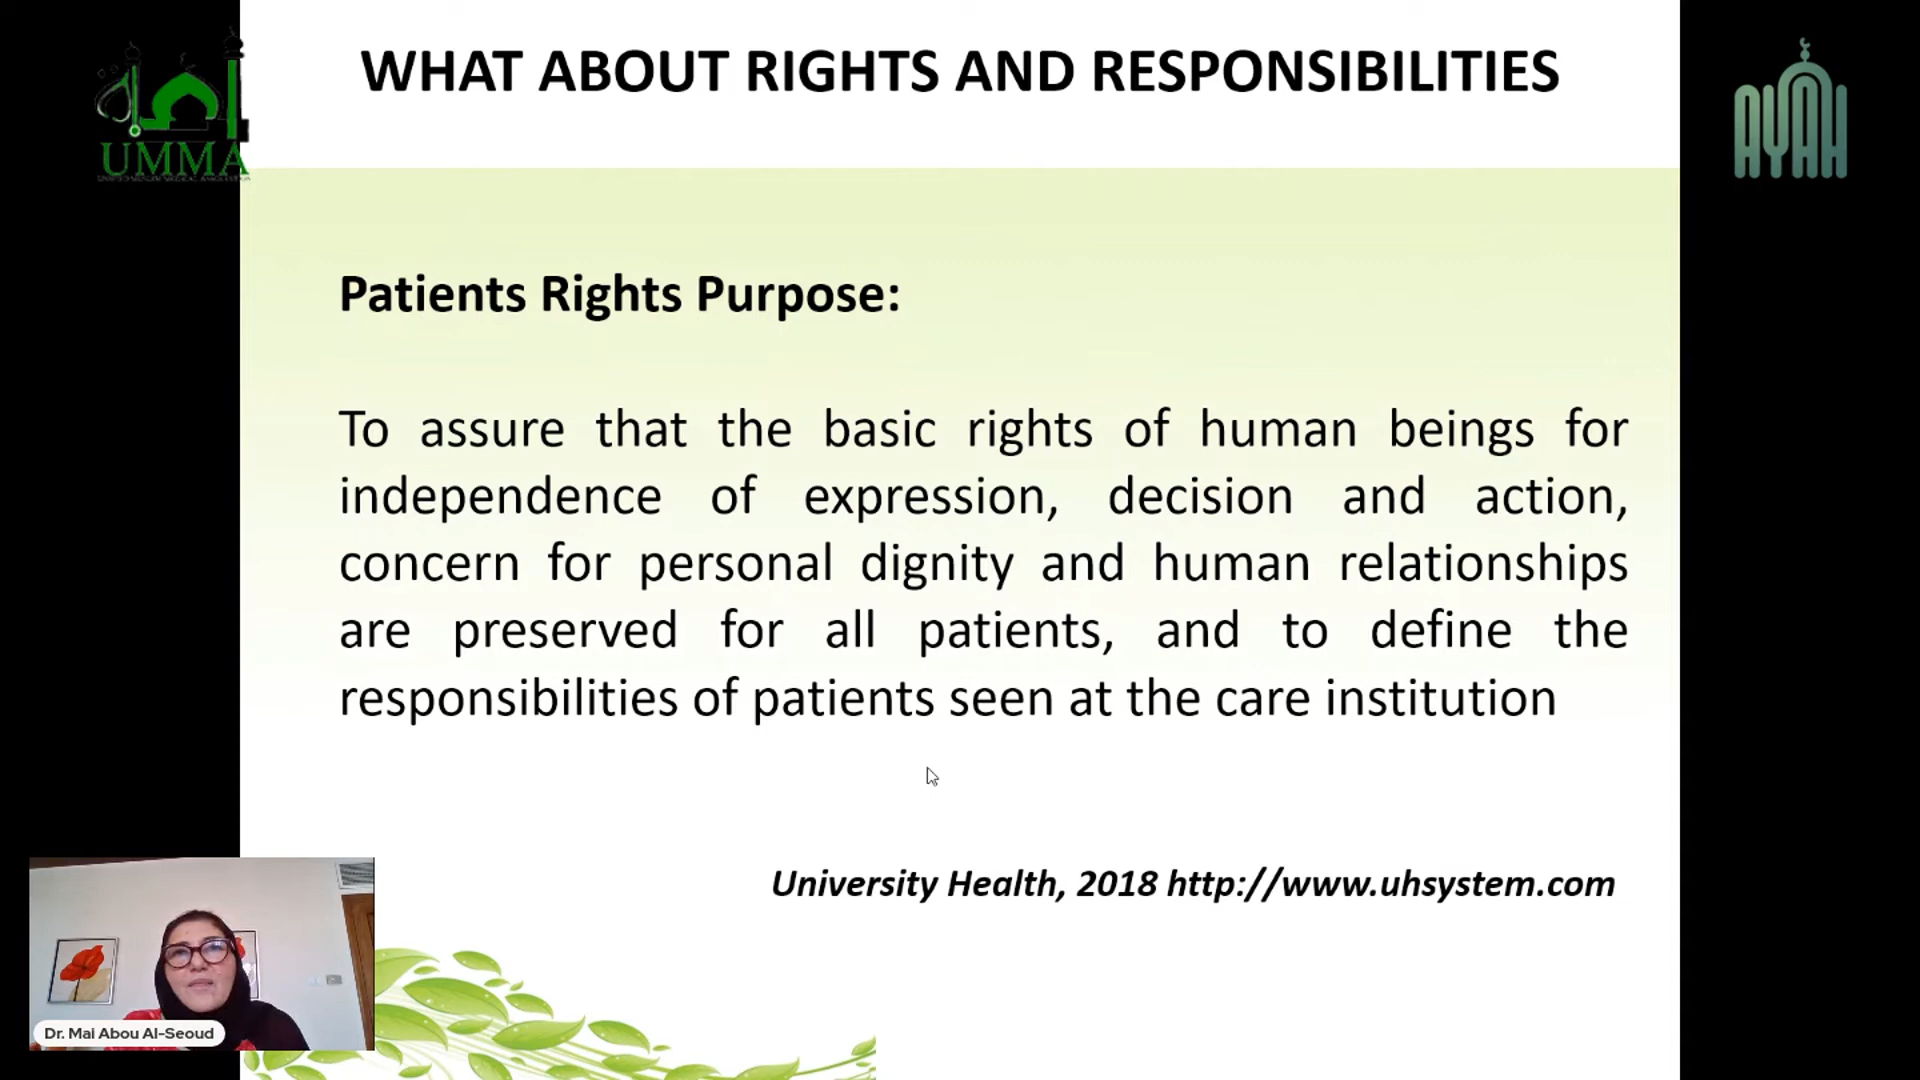 WHAT ABOUT RIGHTS AND RESPONSIBILITIES
UMMA
AYAH
Patients Rights Purpose:
To assure that the basic rights of human beings for
independence of expression, decision and action,
concern for personal dignity and human relationships
are preserved for all patients, and to define the
responsibilities of patients seen at the care institution
University Health, 2018 http://www.uhsystem.com
Dr. Mai Abou Al-Seoud